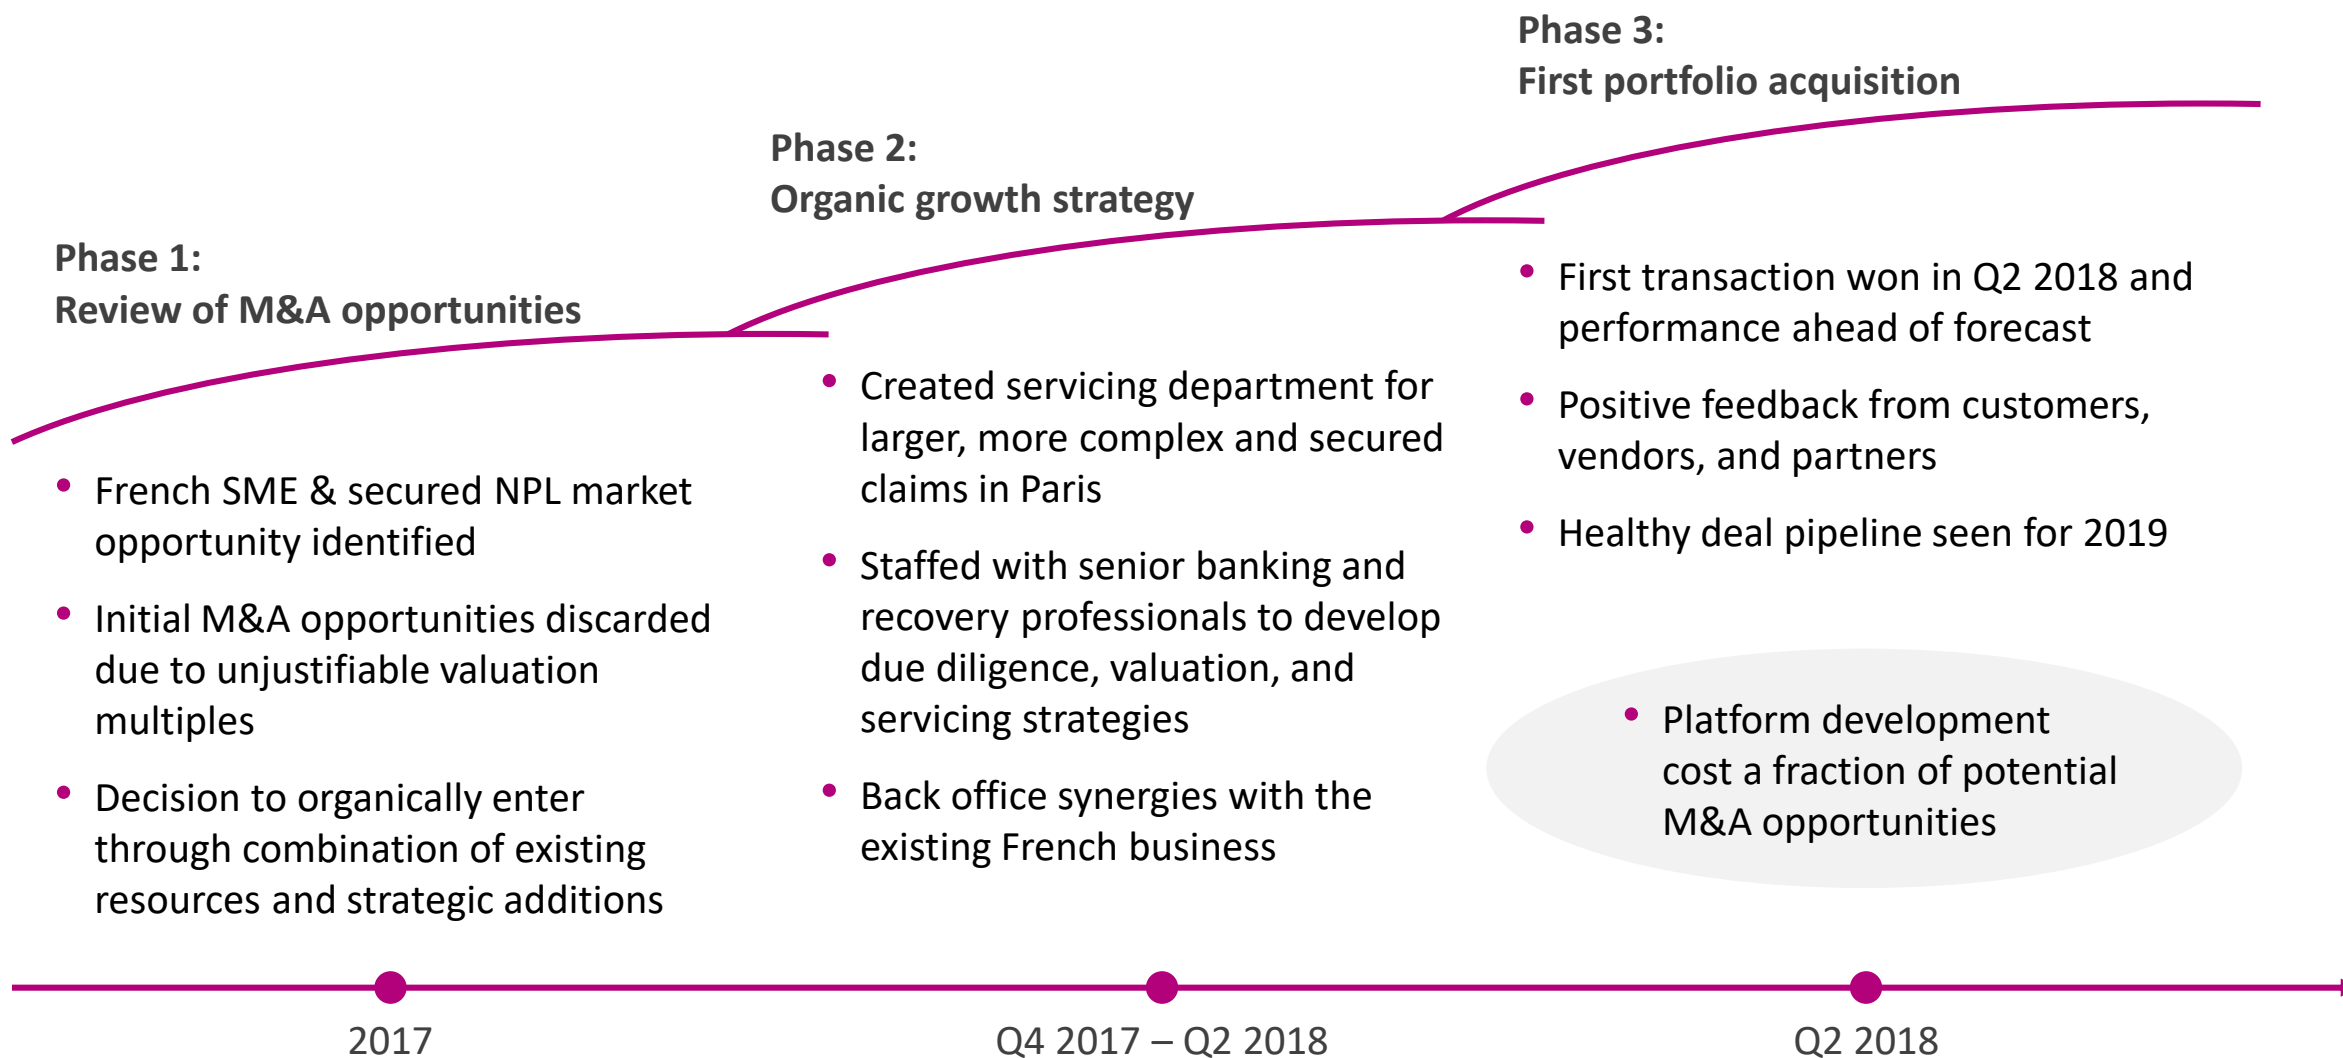 Phase 1:
Review of M&A opportunities
• French SME & secured NPL market
opportunity identified
• Initial M&A opportunities discarded
due to unjustifiable valuation
multiples
• Decision to organically enter
through combination of existing
resources and strategic additions
2017
Phase 2:
Organic growth strategy
• Created servicing department for
larger, more complex and secured
claims in Paris
• Staffed with senior banking and
recovery professionals to develop
due diligence, valuation, and
servicing strategies
• Back office synergies with the
existing French business
Q4 2017 – Q2 2018
Phase 3:
First portfolio acquisition
• First transaction won in Q2 2018 and
performance ahead of forecast
• Positive feedback from customers,
vendors, and partners
• Healthy deal pipeline seen for 2019
• Platform development
cost a fraction of potential
M&A opportunities
Q2 2018